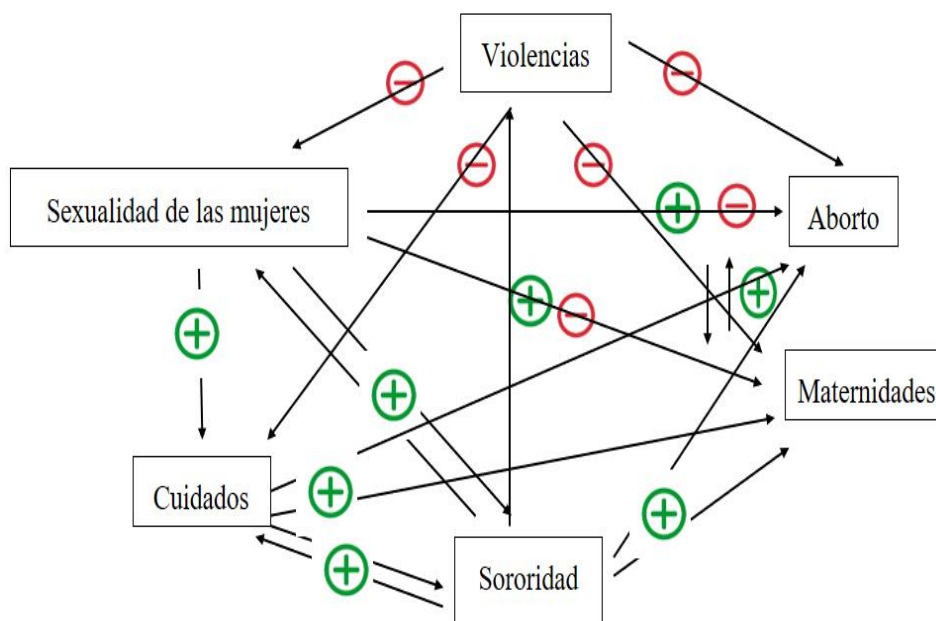 Violencias
Sexualidad de las mujeres
Aborto
Maternidades
Cuidados
Sororidad